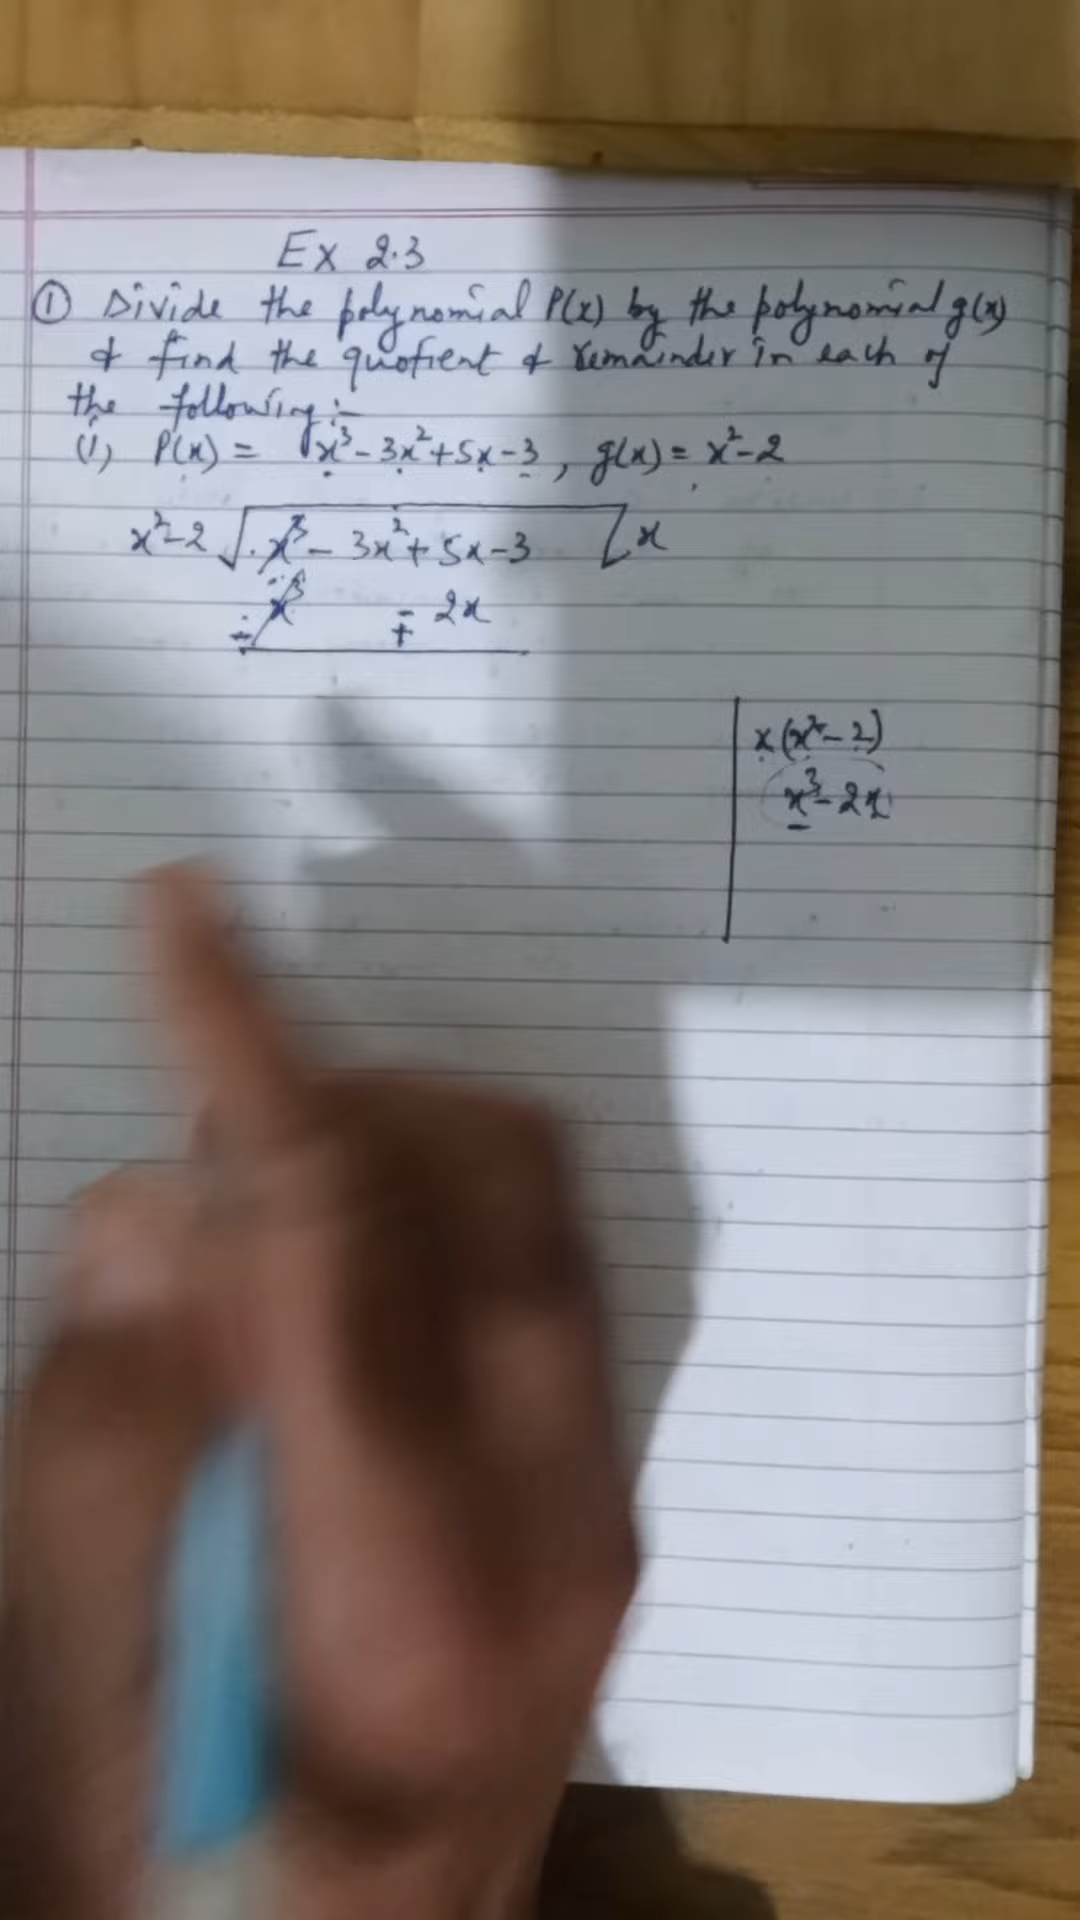 Ex 2.3
① Divide the polynomial P(x) by the polynomial g(x)
& find the quotient & remainder in each of
the following :-
(i) P(x) = x³ - 3x² + 5x - 3, g(x) = x² - 2
x² - 2 √ x³ - 3x² + 5x - 3 [ x
x³ - 2x
- +
x (x² - 2)
x³ - 2x